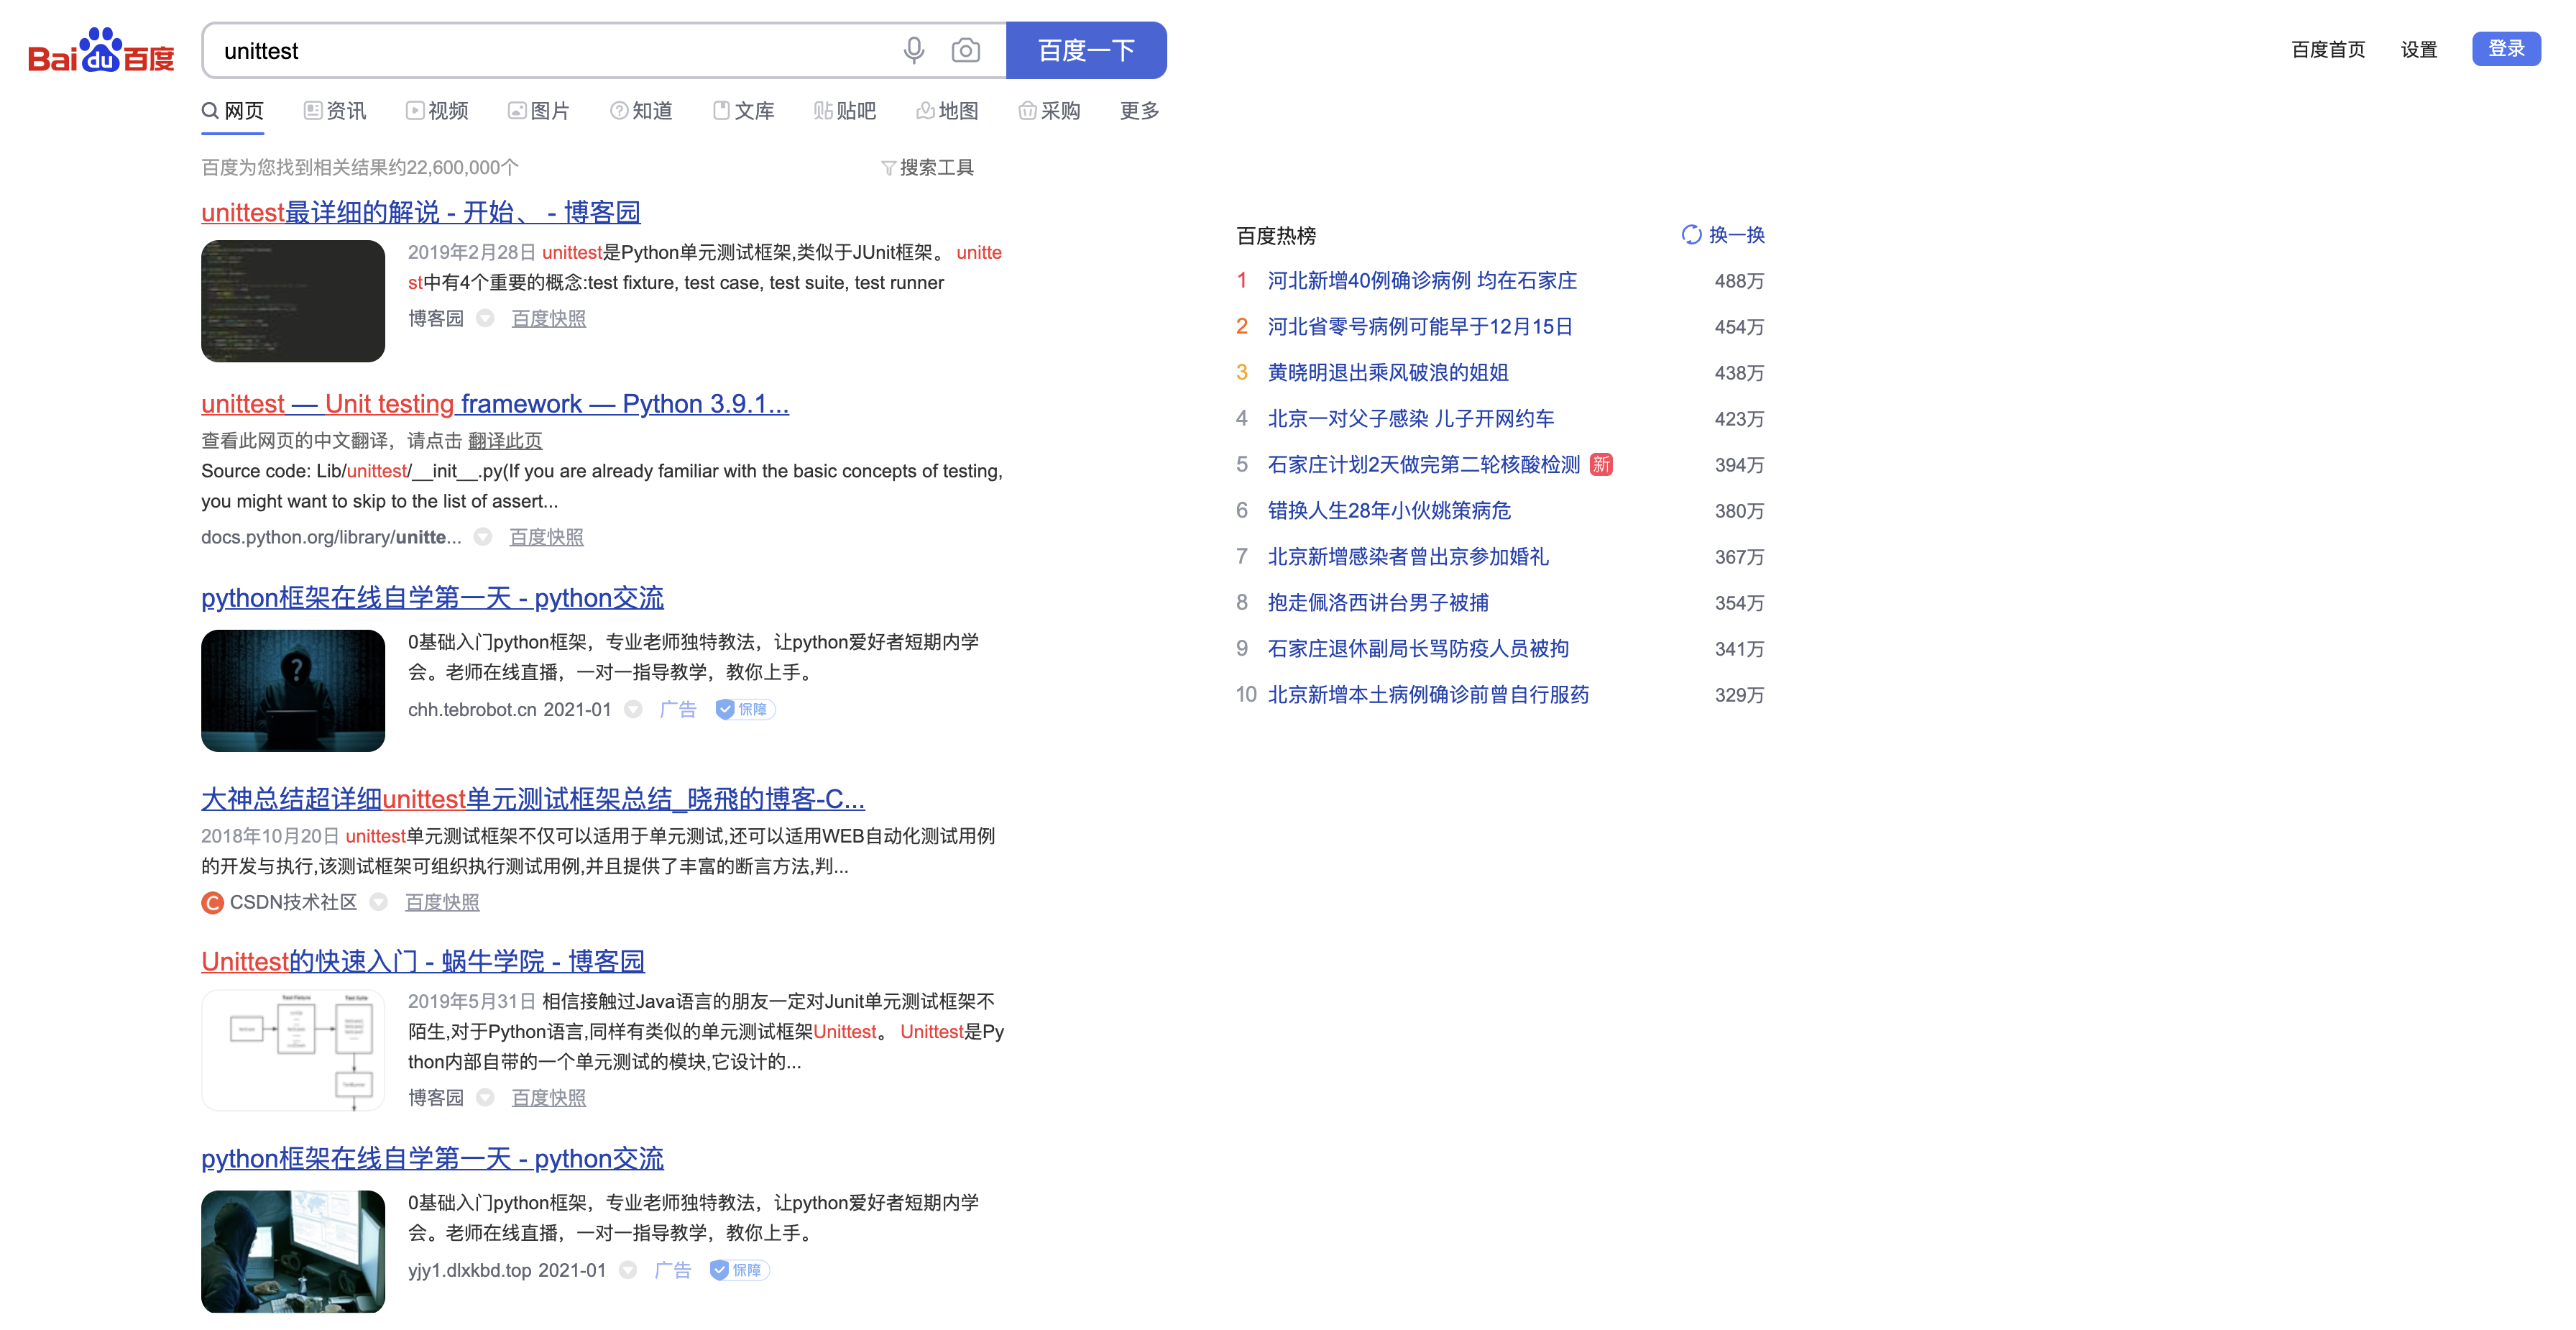 Bai du 百度
unittest
百度一下
百度首页 设置 登录
网页 资讯 视频 图片 知道 文库 贴贴吧 地图 采购 更多
百度为您找到相关结果约22,600,000个
搜索工具
unittest最详细的解说 - 开始、 - 博客园
2019年2月28日 unittest是Python单元测试框架,类似于JUnit框架。 unitte
st中有4个重要的概念:test fixture, test case, test suite, test runner
博客园 百度快照
unittest — Unit testing framework — Python 3.9.1...
查看此网页的中文翻译，请点击 翻译此页
Source code: Lib/unittest/__init__.py(If you are already familiar with the basic concepts of testing,
you might want to skip to the list of assert...
docs.python.org/library/unitte... 百度快照
python框架在线自学第一天 - python交流
?
0基础入门python框架，专业老师独特教法，让python爱好者短期内学
会。老师在线直播，一对一指导教学，教你上手。
chh.tebrobot.cn 2021-01 广告 保障
大神总结超详细unittest单元测试框架总结_晓飛的博客-C...
2018年10月20日 unittest单元测试框架不仅可以适用于单元测试,还可以适用WEB自动化测试用例
的开发与执行,该测试框架可组织执行测试用例,并且提供了丰富的断言方法,判...
C CSDN技术社区 百度快照
Unittest的快速入门 - 蜗牛学院 - 博客园
2019年5月31日 相信接触过Java语言的朋友一定对Junit单元测试框架不
陌生,对于Python语言,同样有类似的单元测试框架Unittest。 Unittest是Py
thon内部自带的一个单元测试的模块,它设计的...
博客园 百度快照
python框架在线自学第一天 - python交流
0基础入门python框架，专业老师独特教法，让python爱好者短期内学
会。老师在线直播，一对一指导教学，教你上手。
yjy1.dlxkbd.top 2021-01 广告 保障
百度热榜 换一换
1 河北新增40例确诊病例 均在石家庄 488万
2 河北省零号病例可能早于12月15日 454万
3 黄晓明退出乘风破浪的姐姐 438万
4 北京一对父子感染 儿子开网约车 423万
5 石家庄计划2天做完第二轮核酸检测 新 394万
6 错换人生28年小伙姚策病危 380万
7 北京新增感染者曾出京参加婚礼 367万
8 抱走佩洛西讲台男子被捕 354万
9 石家庄退休副局长骂防疫人员被拘 341万
10 北京新增本土病例确诊前曾自行服药 329万